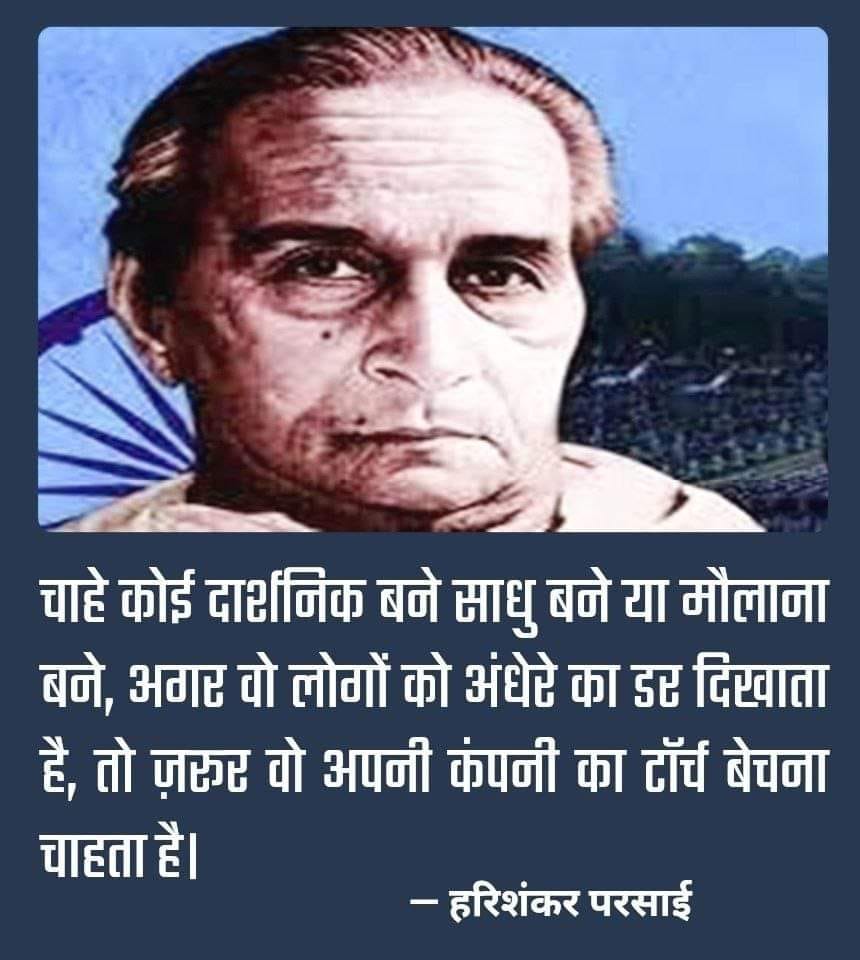 चाहे कोई दार्शनिक बने साधु बने या मौलाना
बने, अगर वो लोगों को अंधेरे का डर दिखाता
है, तो ज़रूर वो अपनी कंपनी का टॉर्च बेचना
चाहता है।
– हरिशंकर परसाई